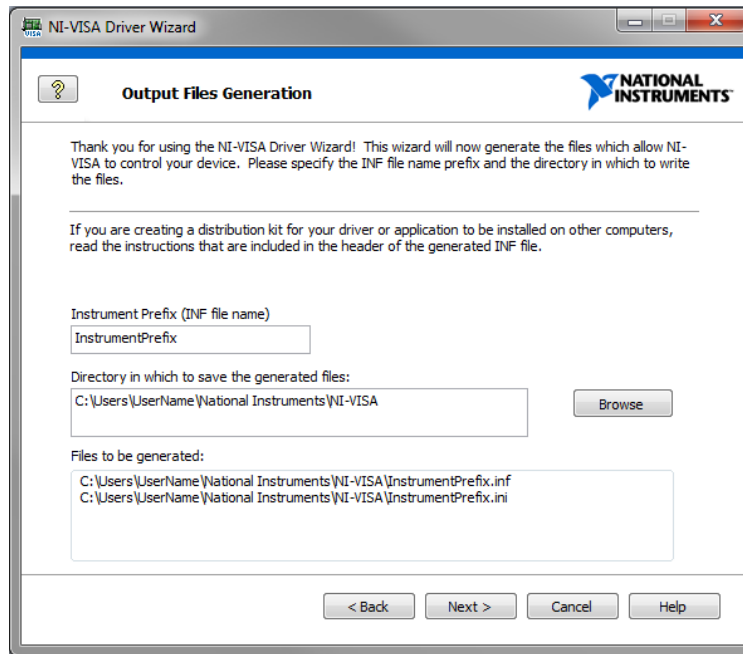 NI-VISA Driver Wizard
VISA
?
Output Files Generation
NATIONAL
INSTRUMENTS™
Thank you for using the NI-VISA Driver Wizard! This wizard will now generate the files which allow NI-
VISA to control your device. Please specify the INF file name prefix and the directory in which to write
the files.
If you are creating a distribution kit for your driver or application to be installed on other computers,
read the instructions that are included in the header of the generated INF file.
Instrument Prefix (INF file name)
InstrumentPrefix
Directory in which to save the generated files:
C:\Users\UserName\National Instruments\NI-VISA
Browse
Files to be generated:
C:\Users\UserName\National Instruments\NI-VISA\InstrumentPrefix.inf
C:\Users\UserName\National Instruments\NI-VISA\InstrumentPrefix.ini
< Back
Next >
Cancel
Help